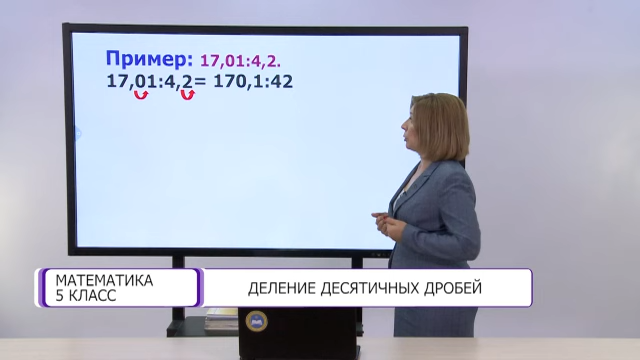 Пример: 17,01:4,2.
17,01:4,2= 170,1:42
МАТЕМАТИКА
5 КЛАСС
ДЕЛЕНИЕ ДЕСЯТИЧНЫХ ДРОБЕЙ